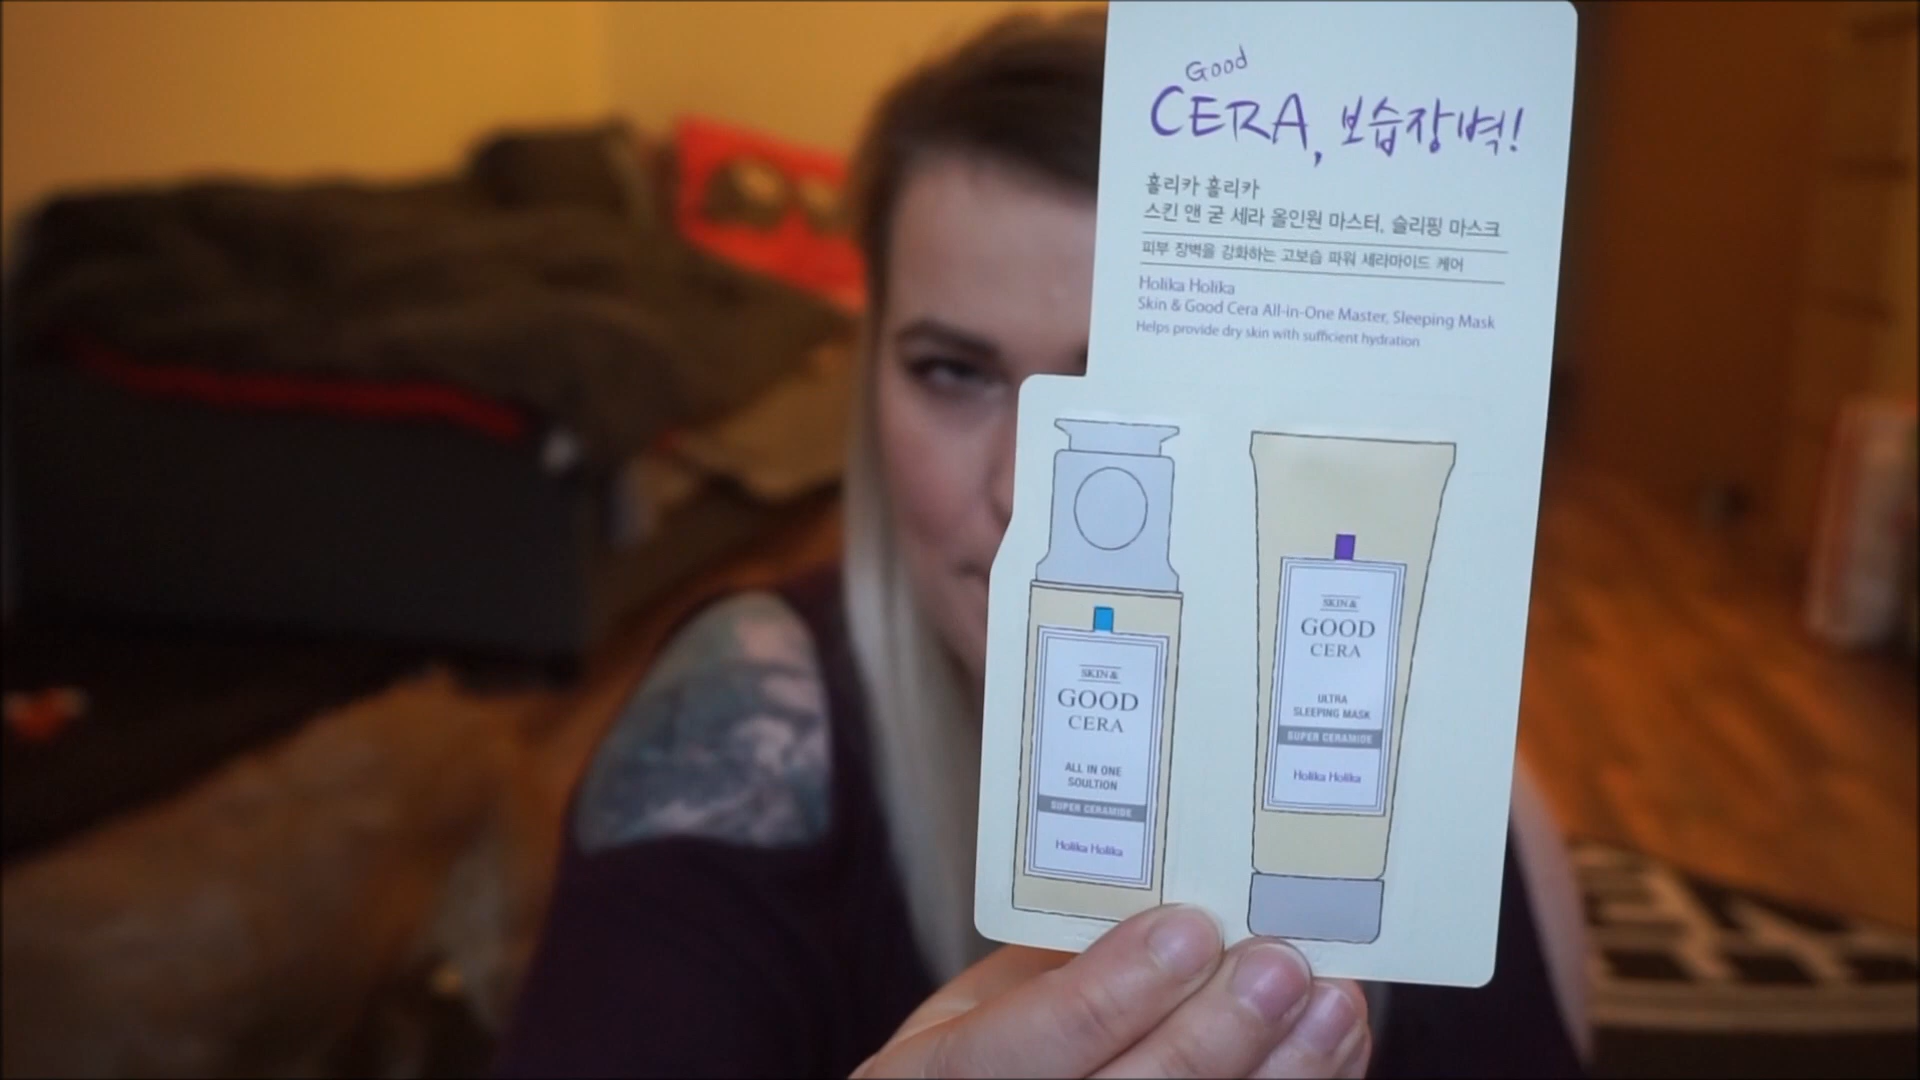 Good
CERA, 보습장벽!
홀리카 홀리카
스킨 앤 굳 세라 올인원 마스터, 슬리핑 마스크
피부 장벽을 강화하는 고보습 파워 세라마이드 케어
Holika Holika
Skin & Good Cera All-in-One Master, Sleeping Mask
Helps provide dry skin with sufficient hydration
SKIN &
GOOD
CERA
ALL IN ONE
SOULTION
SUPER CERAMIDE
Holika Holika
SKIN &
GOOD
CERA
ULTRA
SLEEPING MASK
SUPER CERAMIDE
Holika Holika